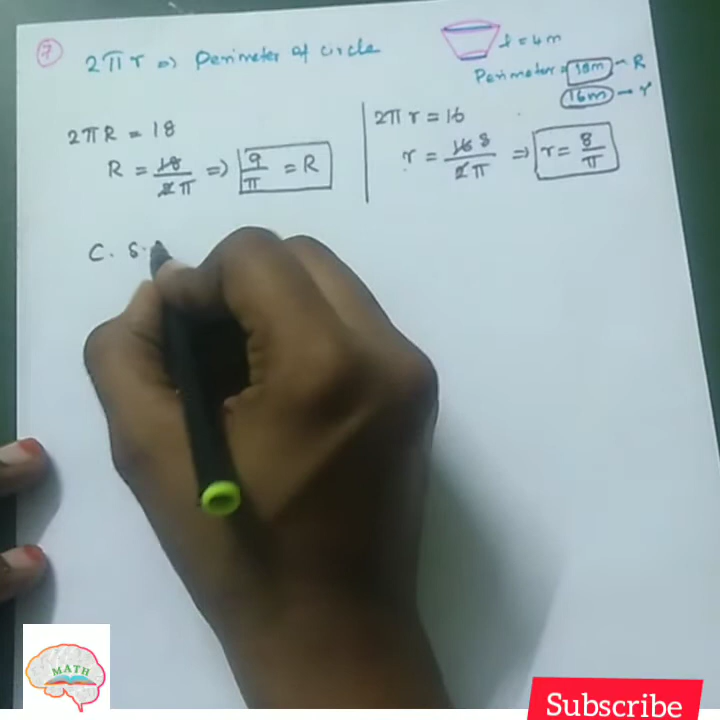 7
2πr ⇒ Perimeter of circle
l = 4m
Perimeter = 18m – R
16m – r
2πR = 18
R = 18/2π ⇒ 9/π = R
2πr = 16
r = 16 8/2π ⇒ r = 8/π
C. S.
MATH
Subscribe